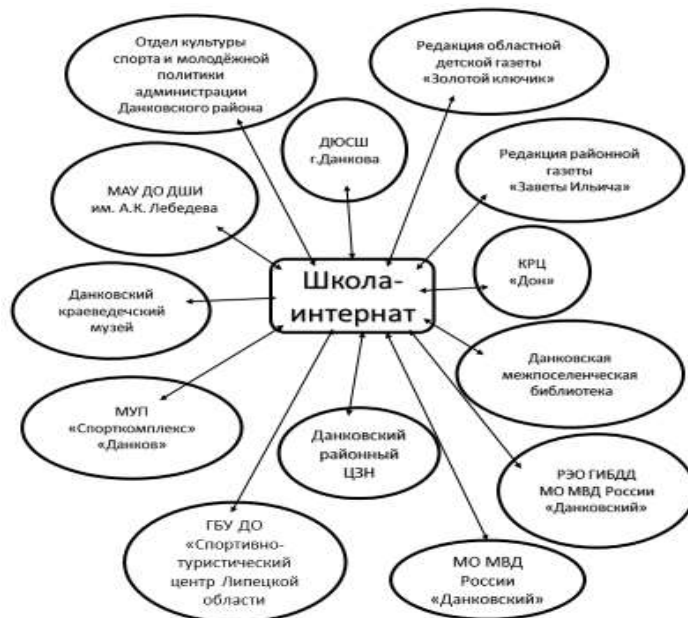 Отдел культуры
спорта и молодёжной
политики
администрации
Данковского района
Редакция областной
детской газеты
«Золотой ключик»
ДЮСШ
г.Данкова
Редакция районной
газеты
«Заветы Ильича»
МАУ ДО ДШИ
им. А.К. Лебедева
КРЦ
«Дон»
Школа-
интернат
Данковский
краеведечский
музей
Данковская
межпоселенческая
библиотека
МУП
«Спорткомплекс»
«Данков»
Данковский
районный
ЦЗН
РЭО ГИБДД
МО МВД России
«Данковский»
ГБУ ДО
«Спортивно-
туристический
центр Липецкой
области
МО МВД
России
«Данковский»